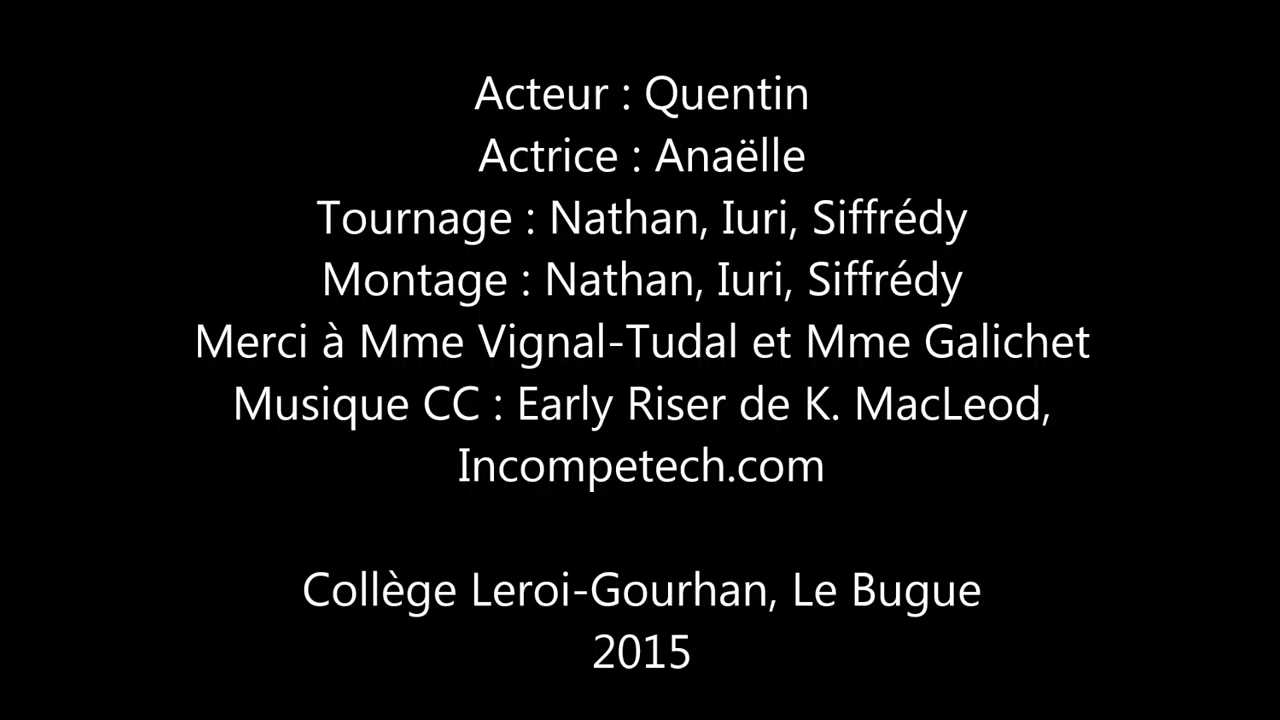 Acteur : Quentin
Actrice : Anaëlle
Tournage : Nathan, Iuri, Siffrédy
Montage : Nathan, Iuri, Siffrédy
Merci à Mme Vignal-Tudal et Mme Galichet
Musique CC : Early Riser de K. MacLeod,
Incompetech.com
Collège Leroi-Gourhan, Le Bugue
2015